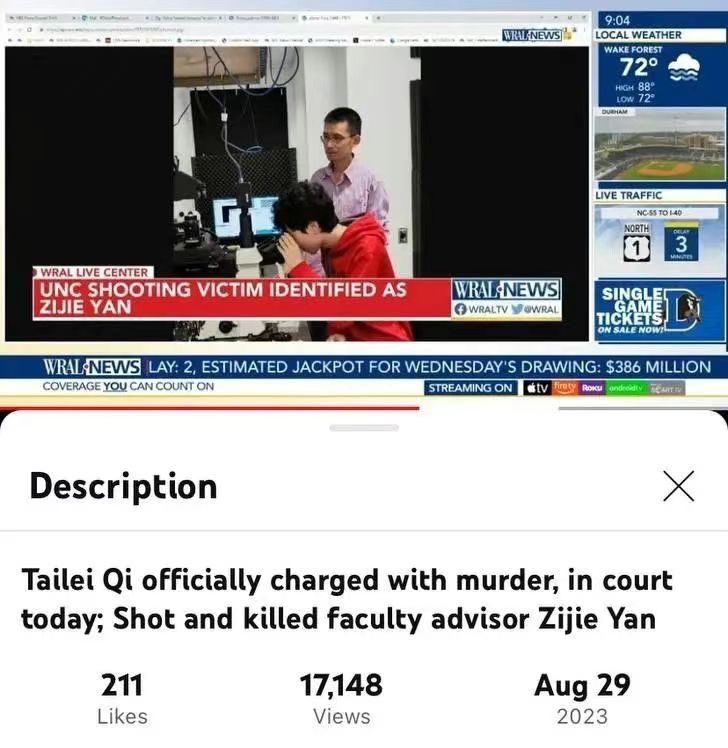 WRAL NEWS
9:04
LOCAL WEATHER
WAKE FOREST
72°
HIGH 88°
LOW 72°
DURHAM
LIVE TRAFFIC
NC-55 TO I-40
NORTH
1
DELAY
3
MINUTES
SINGLE
GAME
TICKETS
ON SALE NOW!
D
WRAL LIVE CENTER
UNC SHOOTING VICTIM IDENTIFIED AS
ZIJIE YAN
WRAL NEWS
WRALTV @WRAL
WRAL NEWS LAY: 2, ESTIMATED JACKPOT FOR WEDNESDAY'S DRAWING: $386 MILLION
COVERAGE YOU CAN COUNT ON
STREAMING ON tv firetv ROKU androidtv SMART TV
Description
Tailei Qi officially charged with murder, in court
today; Shot and killed faculty advisor Zijie Yan
211
Likes
17,148
Views
Aug 29
2023